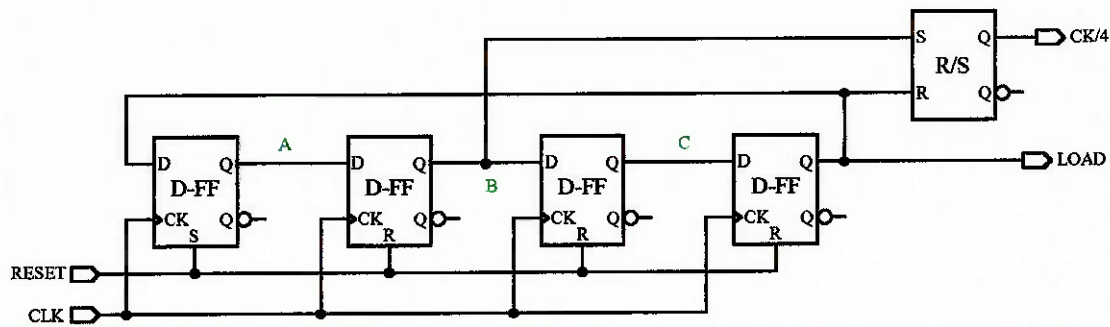 S Q CK/4
R/S
R Q
A C
D Q D Q D Q D Q LOAD
D-FF D-FF B D-FF D-FF
CK Q CK Q CK Q CK Q
S R R R
RESET
CLK